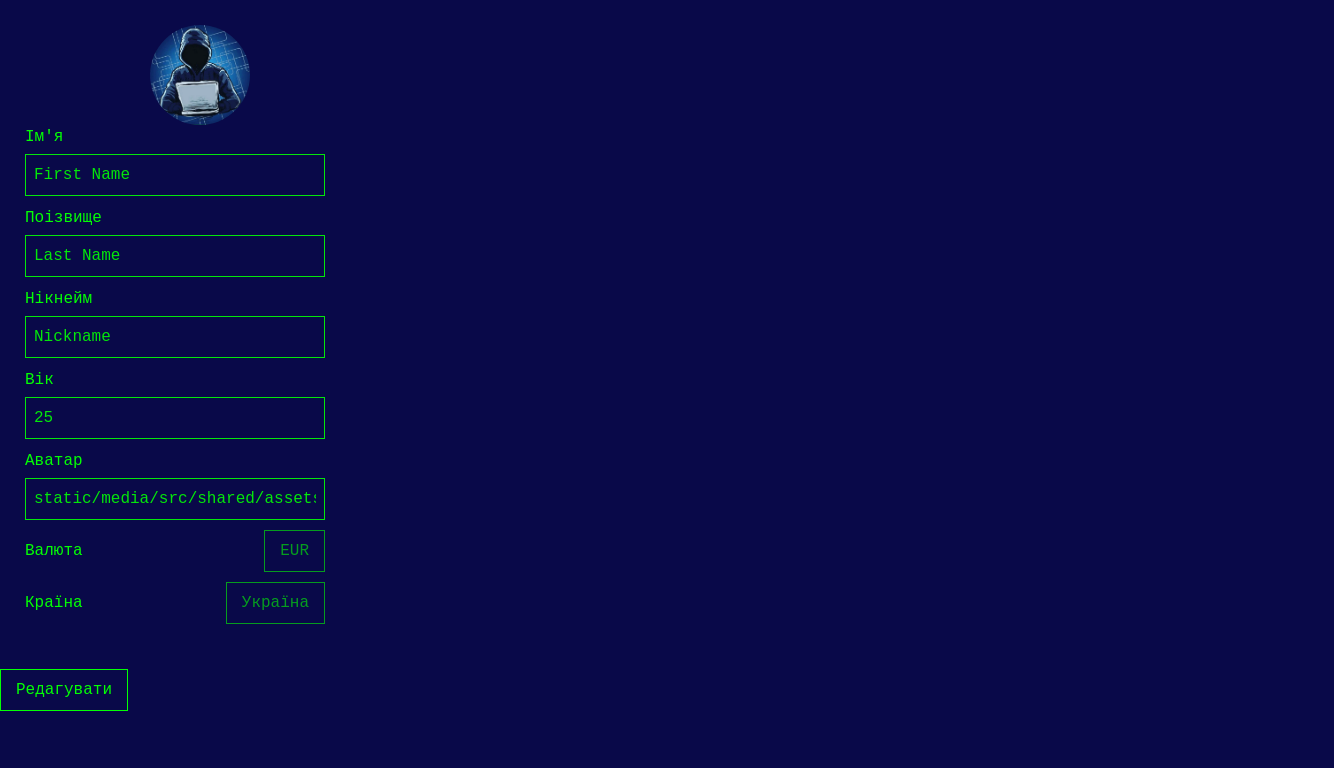 Ім'я
First Name
Поізвище
Last Name
Нікнейм
Nickname
Вік
25
Аватар
static/media/src/shared/assets
Валюта EUR
Країна Україна
Редагувати